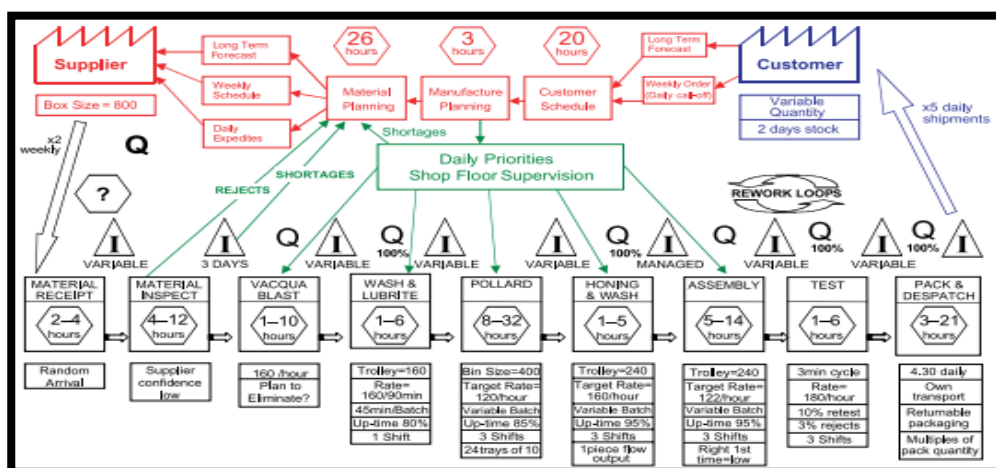 26
hours
3
hours
20
hours
Supplier
Long Term
Forecast
Weekly
Schedule
Daily
Expedites
Material
Planning
Manufacture
Planning
Customer
Schedule
Long Term
Forecast
Weekly Order
(Daily call-off)
Customer
Box Size = 800
Variable
Quantity
2 days stock
x5 daily
shipments
x2
weekly
Q
Shortages
Daily Priorities
Shop Floor Supervision
REJECTS
SHORTAGES
?
REWORK LOOPS
I
VARIABLE
I
3 DAYS
Q
I
VARIABLE
Q
100%
I
VARIABLE
I
VARIABLE
Q
100%
I
MANAGED
Q
I
VARIABLE
Q
100%
I
VARIABLE
Q
100%
I
MATERIAL
RECEIPT
2–4
hours
Random
Arrival
MATERIAL
INSPECT
4–12
hours
Supplier
confidence
low
VACQUA
BLAST
1–10
hours
160 /hour
Plan to
Eliminate?
WASH &
LUBRITE
1–6
hours
Trolley=160
Rate=
160/90min
45min/Batch
Up-time 80%
1 Shift
POLLARD
8–32
hours
Bin Size=400
Target Rate=
120/hour
Variable Batch
Up-time 85%
3 Shifts
24trays of 10
HONING
& WASH
1–5
hours
Trolley=240
Target Rate=
160/hour
Variable Batch
Up-time 95%
3 Shifts
1piece flow
output
ASSEMBLY
5–14
hours
Trolley=240
Target Rate=
122/hour
Variable Batch
Up-time 95%
3 Shifts
Right 1st
time=low
TEST
1–6
hours
3min cycle
Rate=
180/hour
10% retest
3% rejects
3 Shifts
PACK &
DESPATCH
3–21
hours
4.30 daily
Own
transport
Returnable
packaging
Multiples of
pack quantity